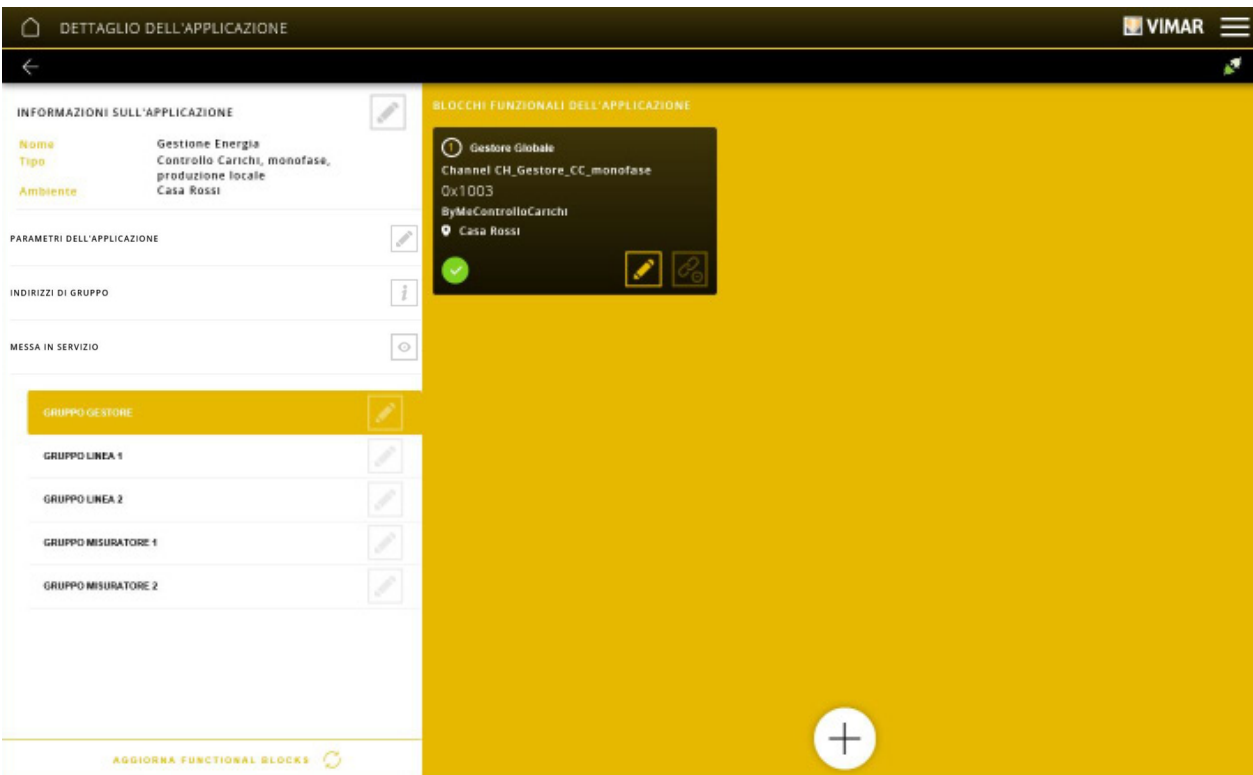 DETTAGLIO DELL'APPLICAZIONE
VIMAR
INFORMAZIONI SULL'APPLICAZIONE
Nome Gestione Energia
Tipo Controllo Carichi, monofase,
produzione locale
Ambiente Casa Rossi
PARAMETRI DELL'APPLICAZIONE
INDIRIZZI DI GRUPPO
MESSA IN SERVIZIO
GRUPPO GESTORE
GRUPPO LINEA 1
GRUPPO LINEA 2
GRUPPO MISURATORE 1
GRUPPO MISURATORE 2
AGGIORNA FUNCTIONAL BLOCKS
BLOCCHI FUNZIONALI DELL'APPLICAZIONE
1 Gestore Globale
Channel CH_Gestore_CC_monofase
0x1003
ByMeControlloCarichi
Casa Rossi